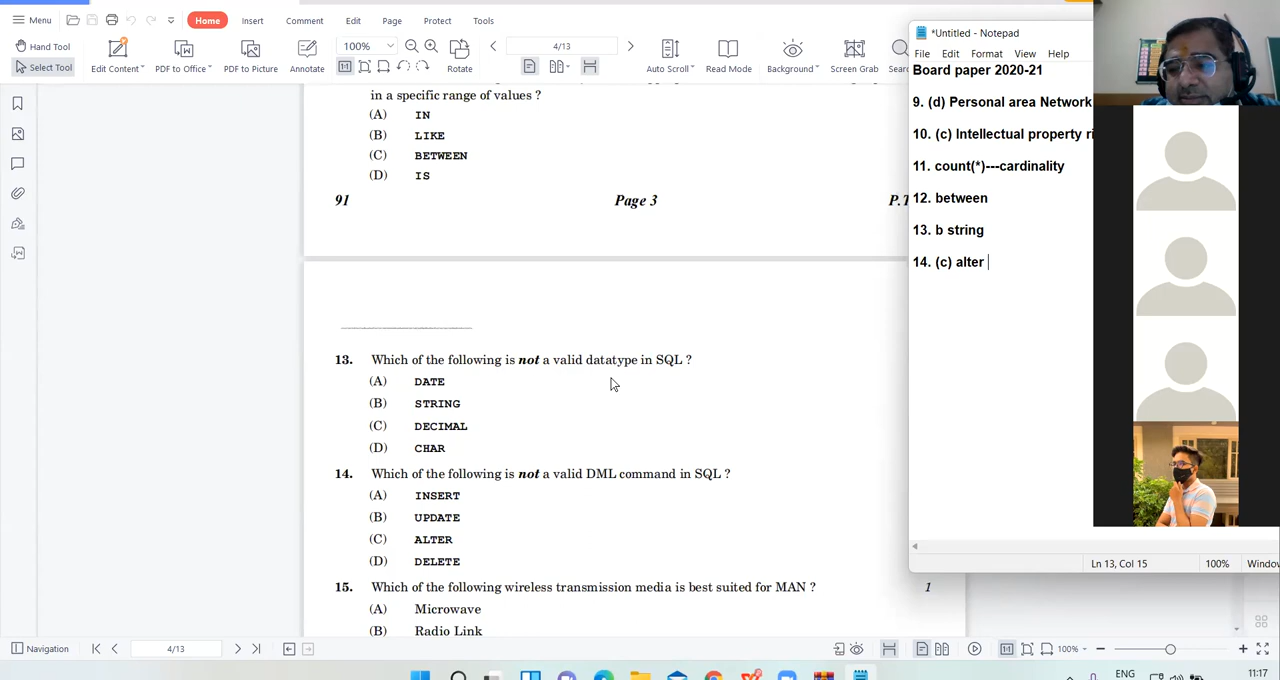 Menu
Home
Insert
Comment
Edit
Page
Protect
Tools
Hand Tool
Select Tool
Edit Content
PDF to Office
PDF to Picture
Annotate
100%
Rotate
4/13
Auto Scroll
Read Mode
Background
Screen Grab
in a specific range of values ?
(A) IN
(B) LIKE
(C) BETWEEN
(D) IS
91 Page 3
13. Which of the following is not a valid datatype in SQL ?
(A) DATE
(B) STRING
(C) DECIMAL
(D) CHAR
14. Which of the following is not a valid DML command in SQL ?
(A) INSERT
(B) UPDATE
(C) ALTER
(D) DELETE
15. Which of the following wireless transmission media is best suited for MAN ? 1
(A) Microwave
(B) Radio Link
*Untitled - Notepad
File Edit Format View Help
Board paper 2020-21
9. (d) Personal area Network
10. (c) Intellectual property ri
11. count(*)---cardinality
12. between
13. b string
14. (c) alter
Ln 13, Col 15
100%
Windo
Navigation
4/13
100%
ENG
11:17